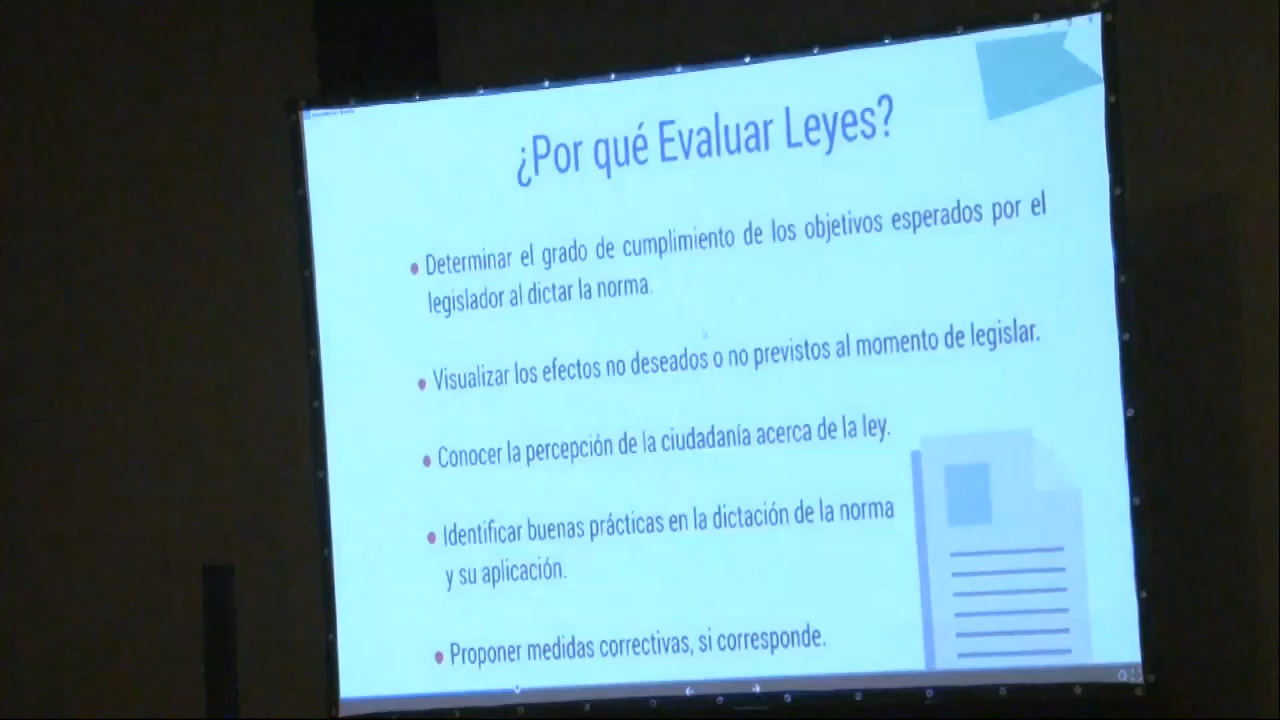 ¿Por qué Evaluar Leyes?
• Determinar el grado de cumplimiento de los objetivos esperados por el
legislador al dictar la norma.
• Visualizar los efectos no deseados o no previstos al momento de legislar.
• Conocer la percepción de la ciudadanía acerca de la ley.
• Identificar buenas prácticas en la dictación de la norma
y su aplicación.
• Proponer medidas correctivas, si corresponde.